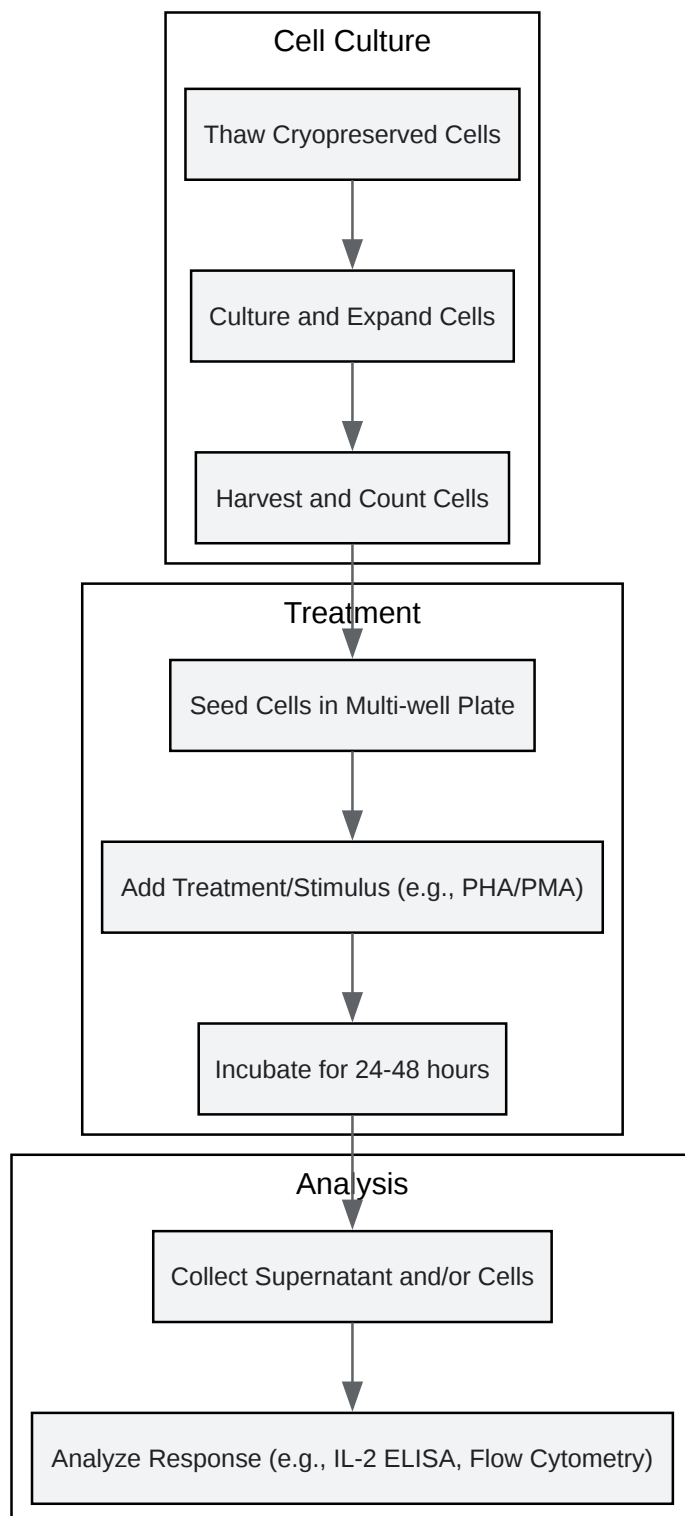 Cell Culture
Thaw Cryopreserved Cells
Culture and Expand Cells
Harvest and Count Cells
Treatment
Seed Cells in Multi-well Plate
Add Treatment/Stimulus (e.g., PHA/PMA)
Incubate for 24-48 hours
Analysis
Collect Supernatant and/or Cells
Analyze Response (e.g., IL-2 ELISA, Flow Cytometry)